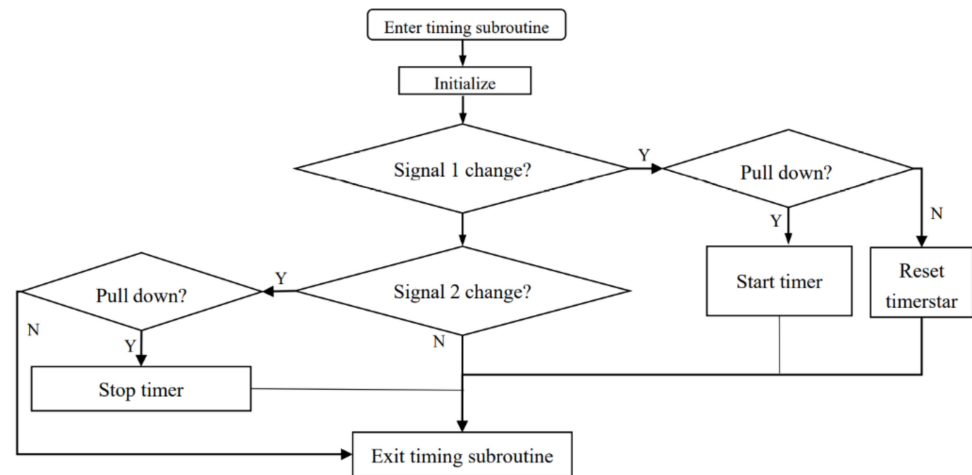 Enter timing subroutine
Initialize
Signal 1 change?
Y
Pull down?
Y
N
Start timer
Reset
timerstar
Signal 2 change?
Y
Pull down?
N
Y
N
Stop timer
Exit timing subroutine